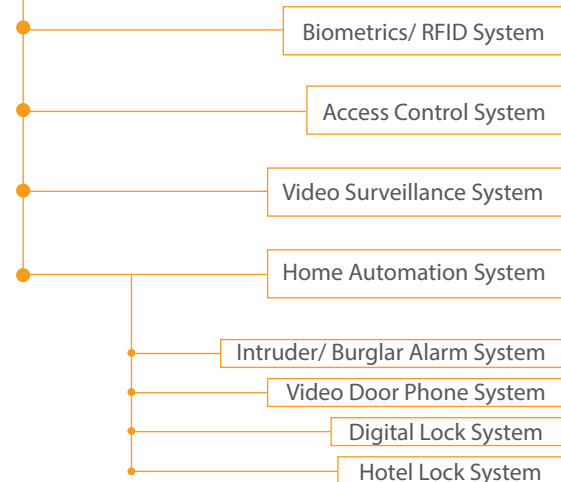 Biometrics/ RFID System
Access Control System
Video Surveillance System
Home Automation System
Intruder/ Burglar Alarm System
Video Door Phone System
Digital Lock System
Hotel Lock System